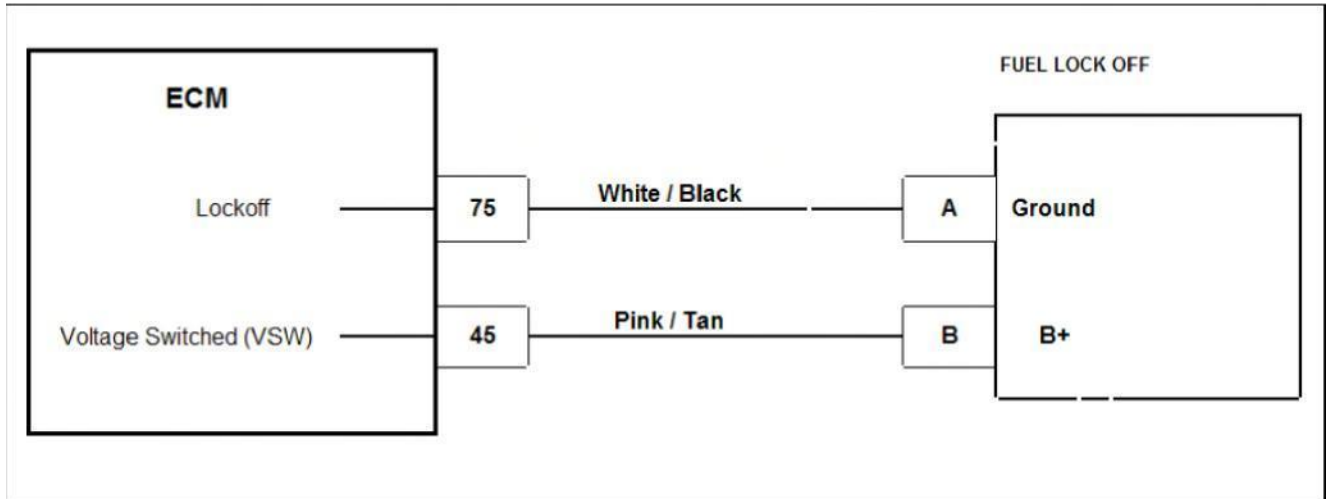 FUEL LOCK OFF
ECM
Lockoff
75
White / Black
A
Ground
Voltage Switched (VSW)
45
Pink / Tan
B
B+